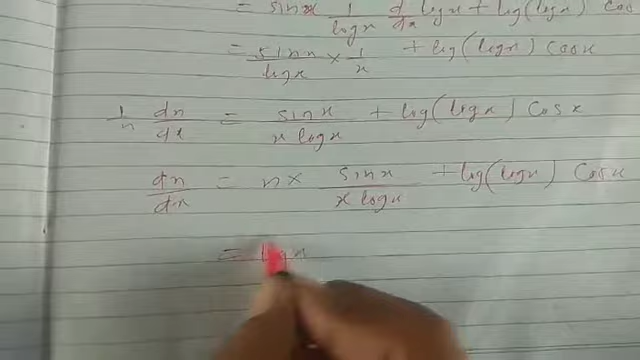 = sinx 1/logx d/dx logx + log(logx) cos
= sinx/logx × 1/x + log(logx) cosx
1/n dn/dx = sinx/x logx + log(logx) cosx
dn/dx = n× sinx/x logx + log(logx) cosx
= logx